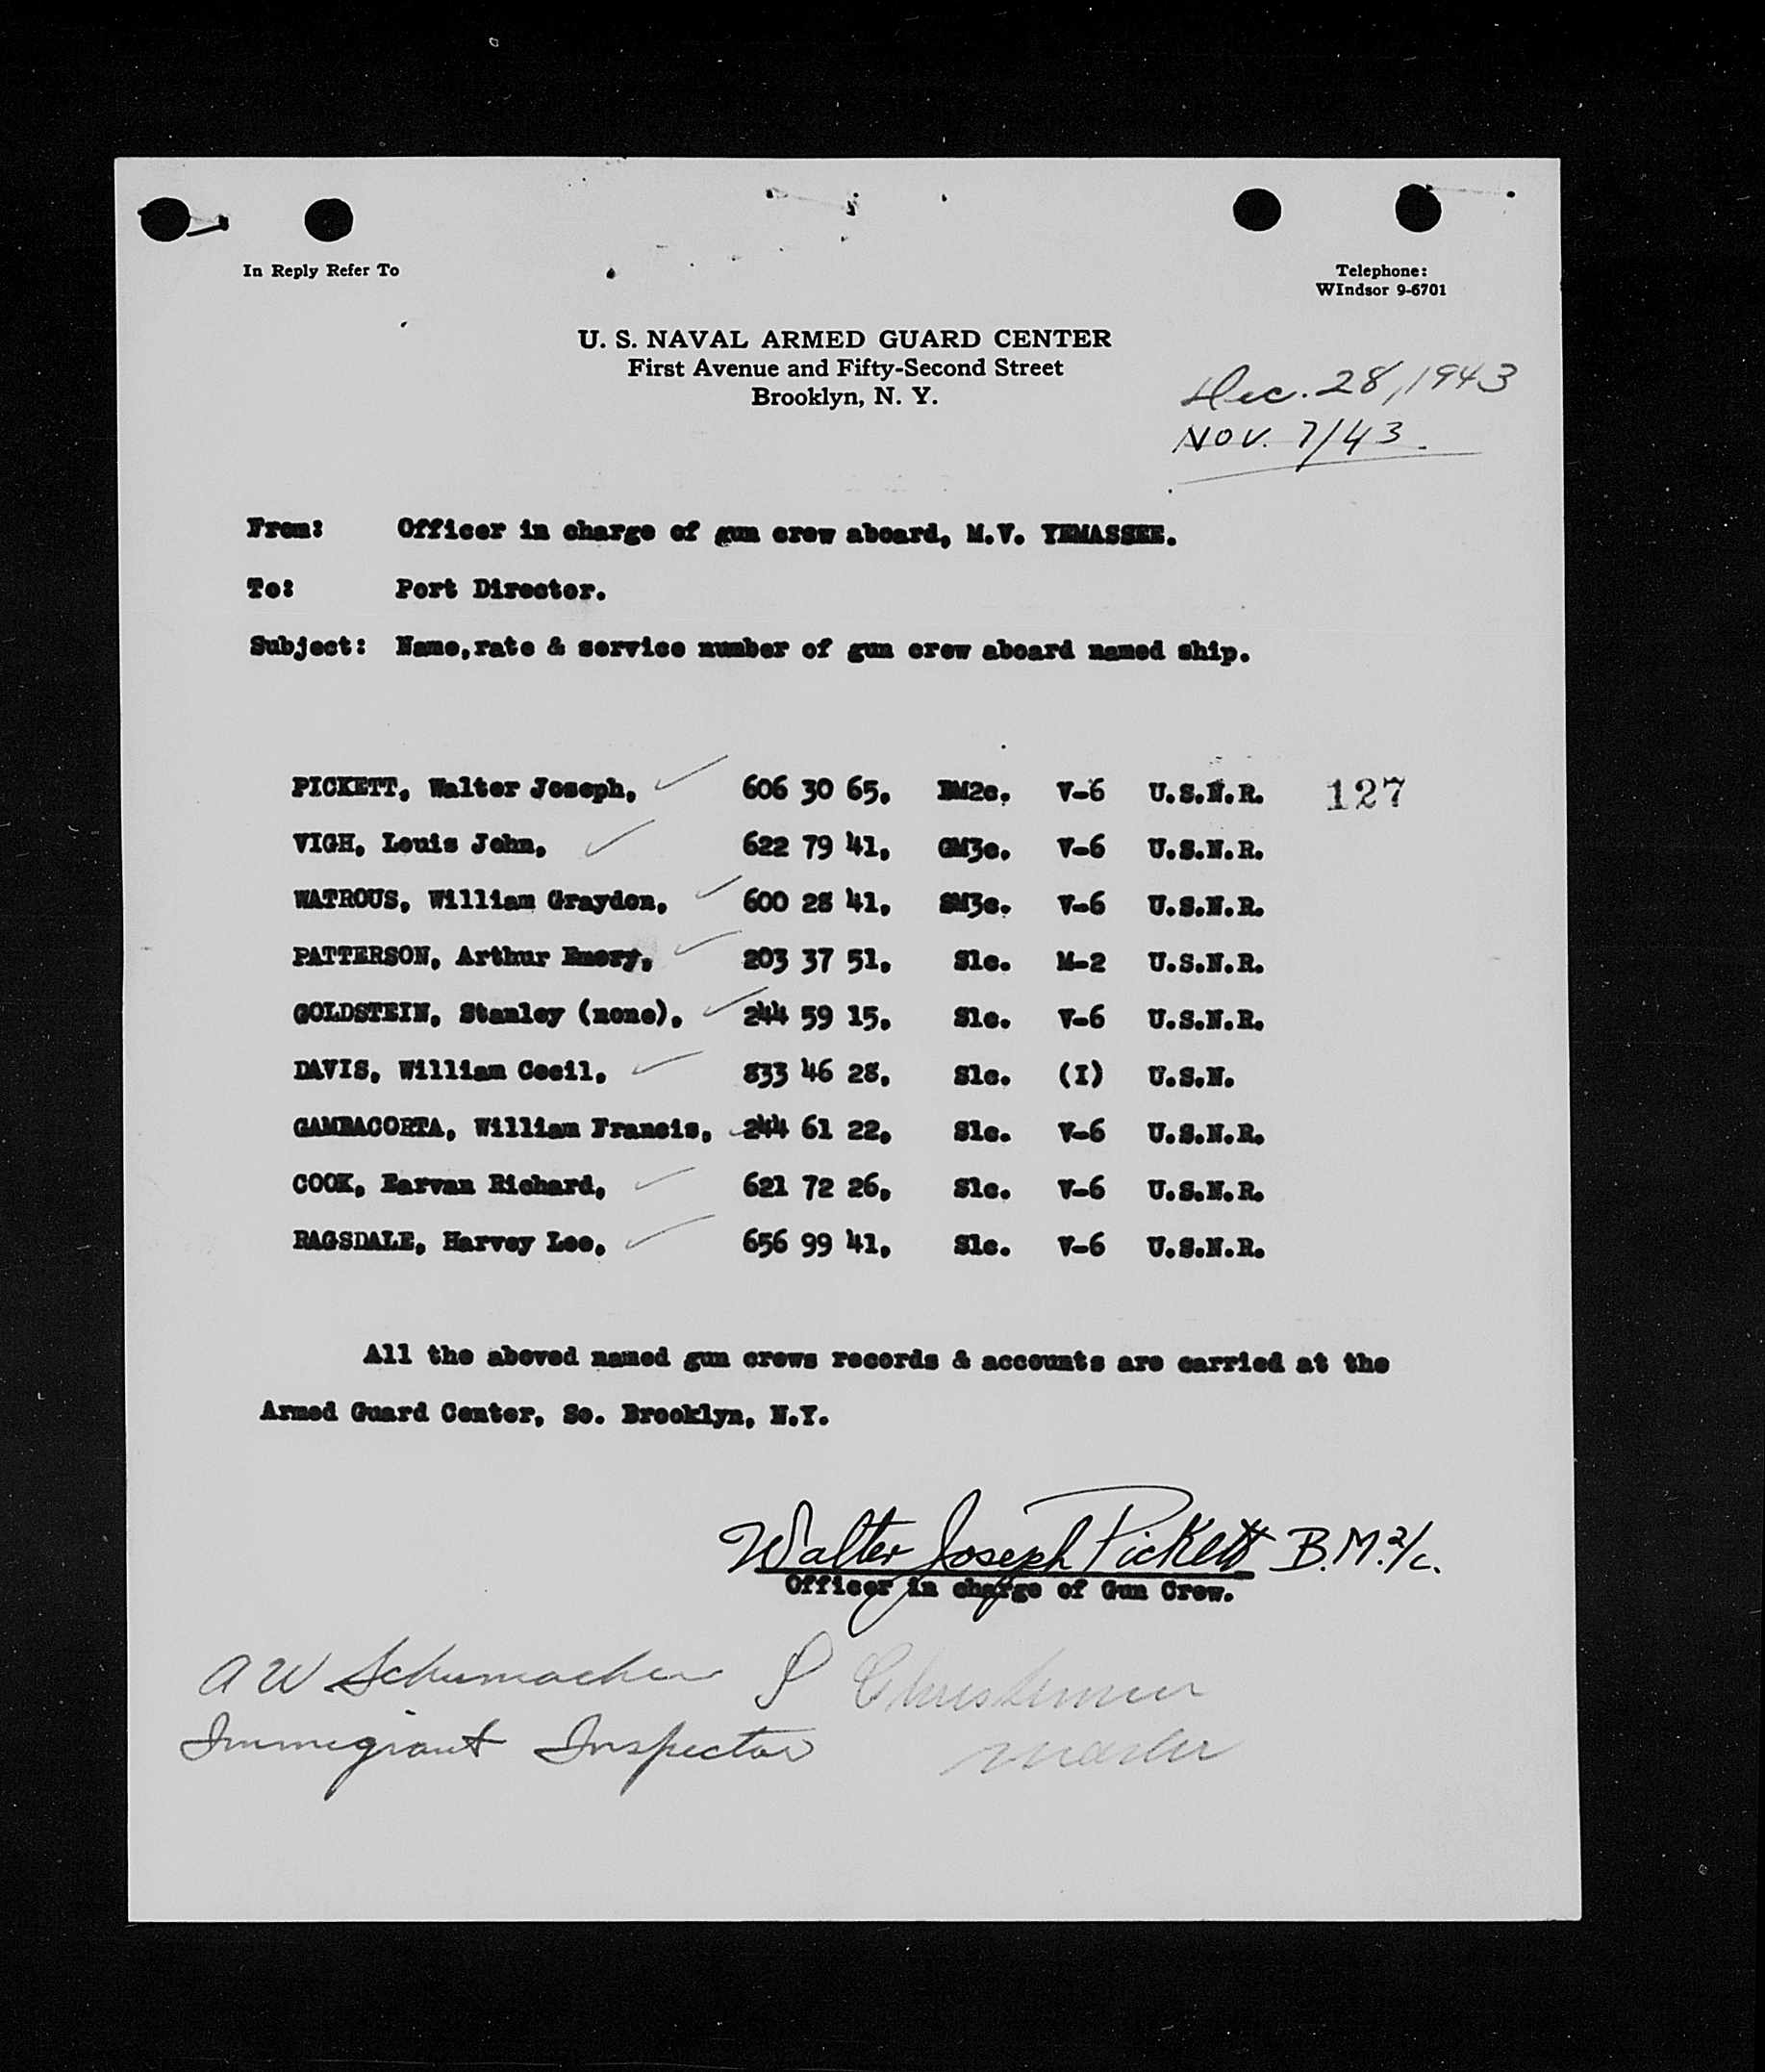 In Reply Refer To
Telephone:
WIndsor 9-6701
U. S. NAVAL ARMED GUARD CENTER
First Avenue and Fifty-Second Street
Brooklyn, N. Y.
Dec. 28, 1943
NOV. 7/43.
From: Officer in charge of gun crew aboard, M.V. YEMASSEE.
To: Port Director.
Subject: Name,rate & service number of gun crew aboard named ship.
PICKETT, Walter Joseph, 606 30 65, BM2c. V-6 U.S.N.R. 127
VIGH, Louis John, 622 79 41, GM3c. V-6 U.S.N.R.
WATROUS, William Graydon, 600 28 41, SM3c. V-6 U.S.N.R.
PATTERSON, Arthur Emory, 203 37 51, S1c. M-2 U.S.N.R.
GOLDSTEIN, Stanley (none), 244 59 15, S1c. V-6 U.S.N.R.
DAVIS, William Cecil, 833 46 28, S1c. (I) U.S.N.
GAMBACORTA, William Francis, 244 61 22, S1c. V-6 U.S.N.R.
COOK, Earvan Richard, 621 72 26, S1c. V-6 U.S.N.R.
RAGSDALE, Harvey Lee, 656 99 41, S1c. V-6 U.S.N.R.
All the aboved named gun crews records & accounts are carried at the
Armed Guard Center, So. Brooklyn, N.Y.
Walter Joseph Pickett B.M.2/c.
Officer in charge of Gun Crew.
A W Schumacher
Immigrant Inspector
Master